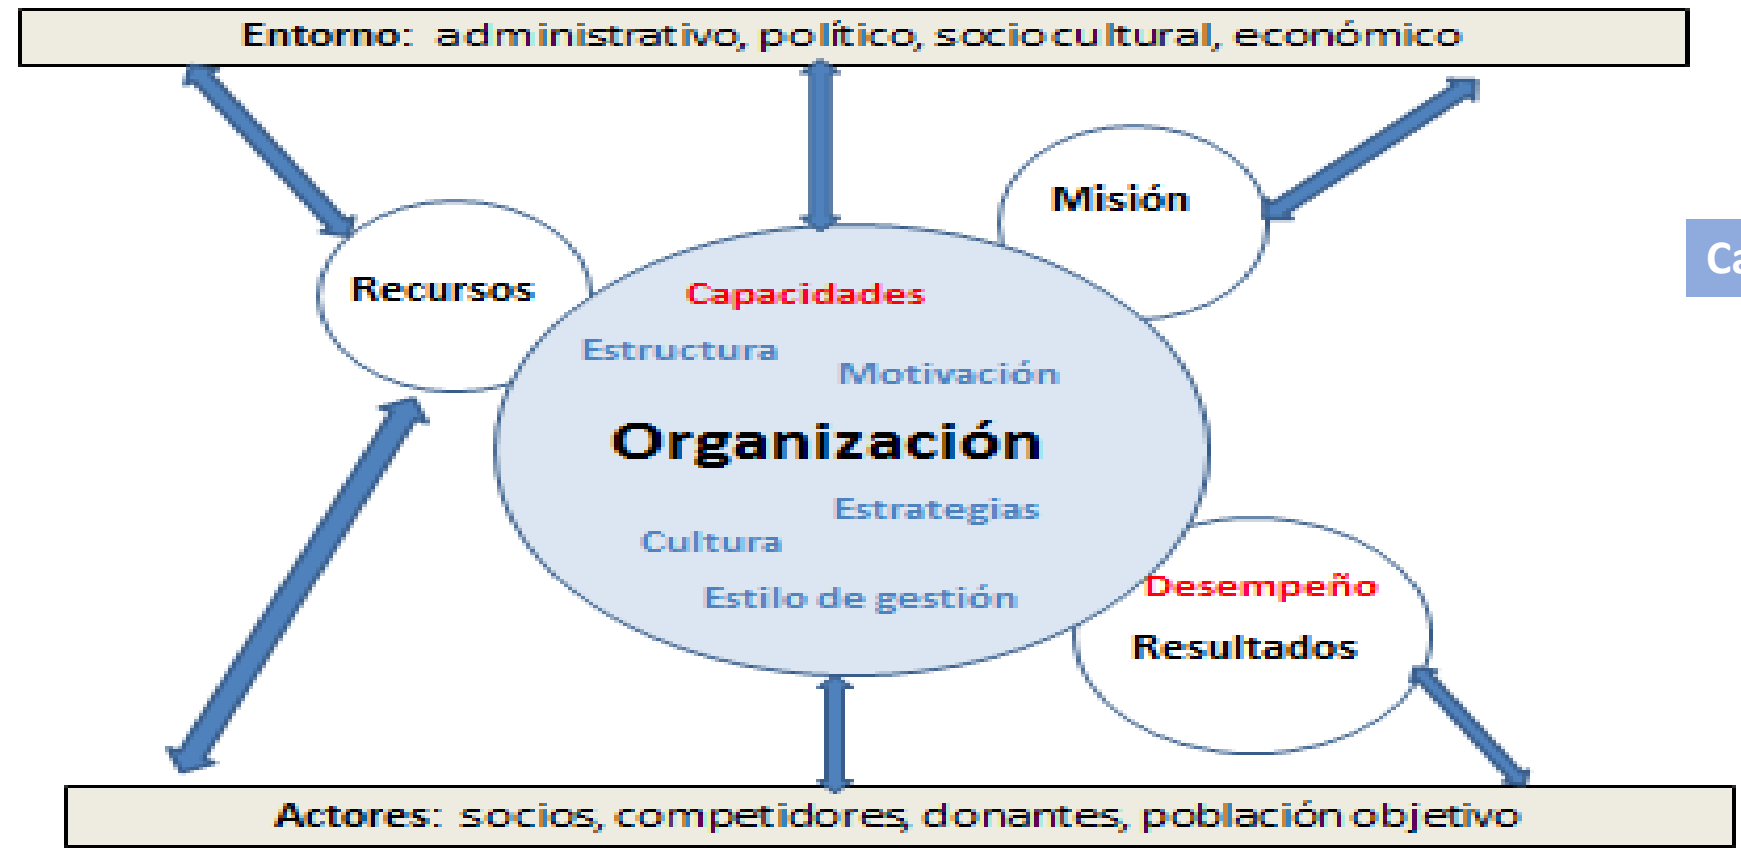 Entorno: administrativo, político, sociocultural, económico
Misión
Recursos
Capacidades
Estructura
Motivación
Organización
Estrategias
Cultura
Estilo de gestión
Desempeño
Resultados
Actores: socios, competidores, donantes, población objetivo